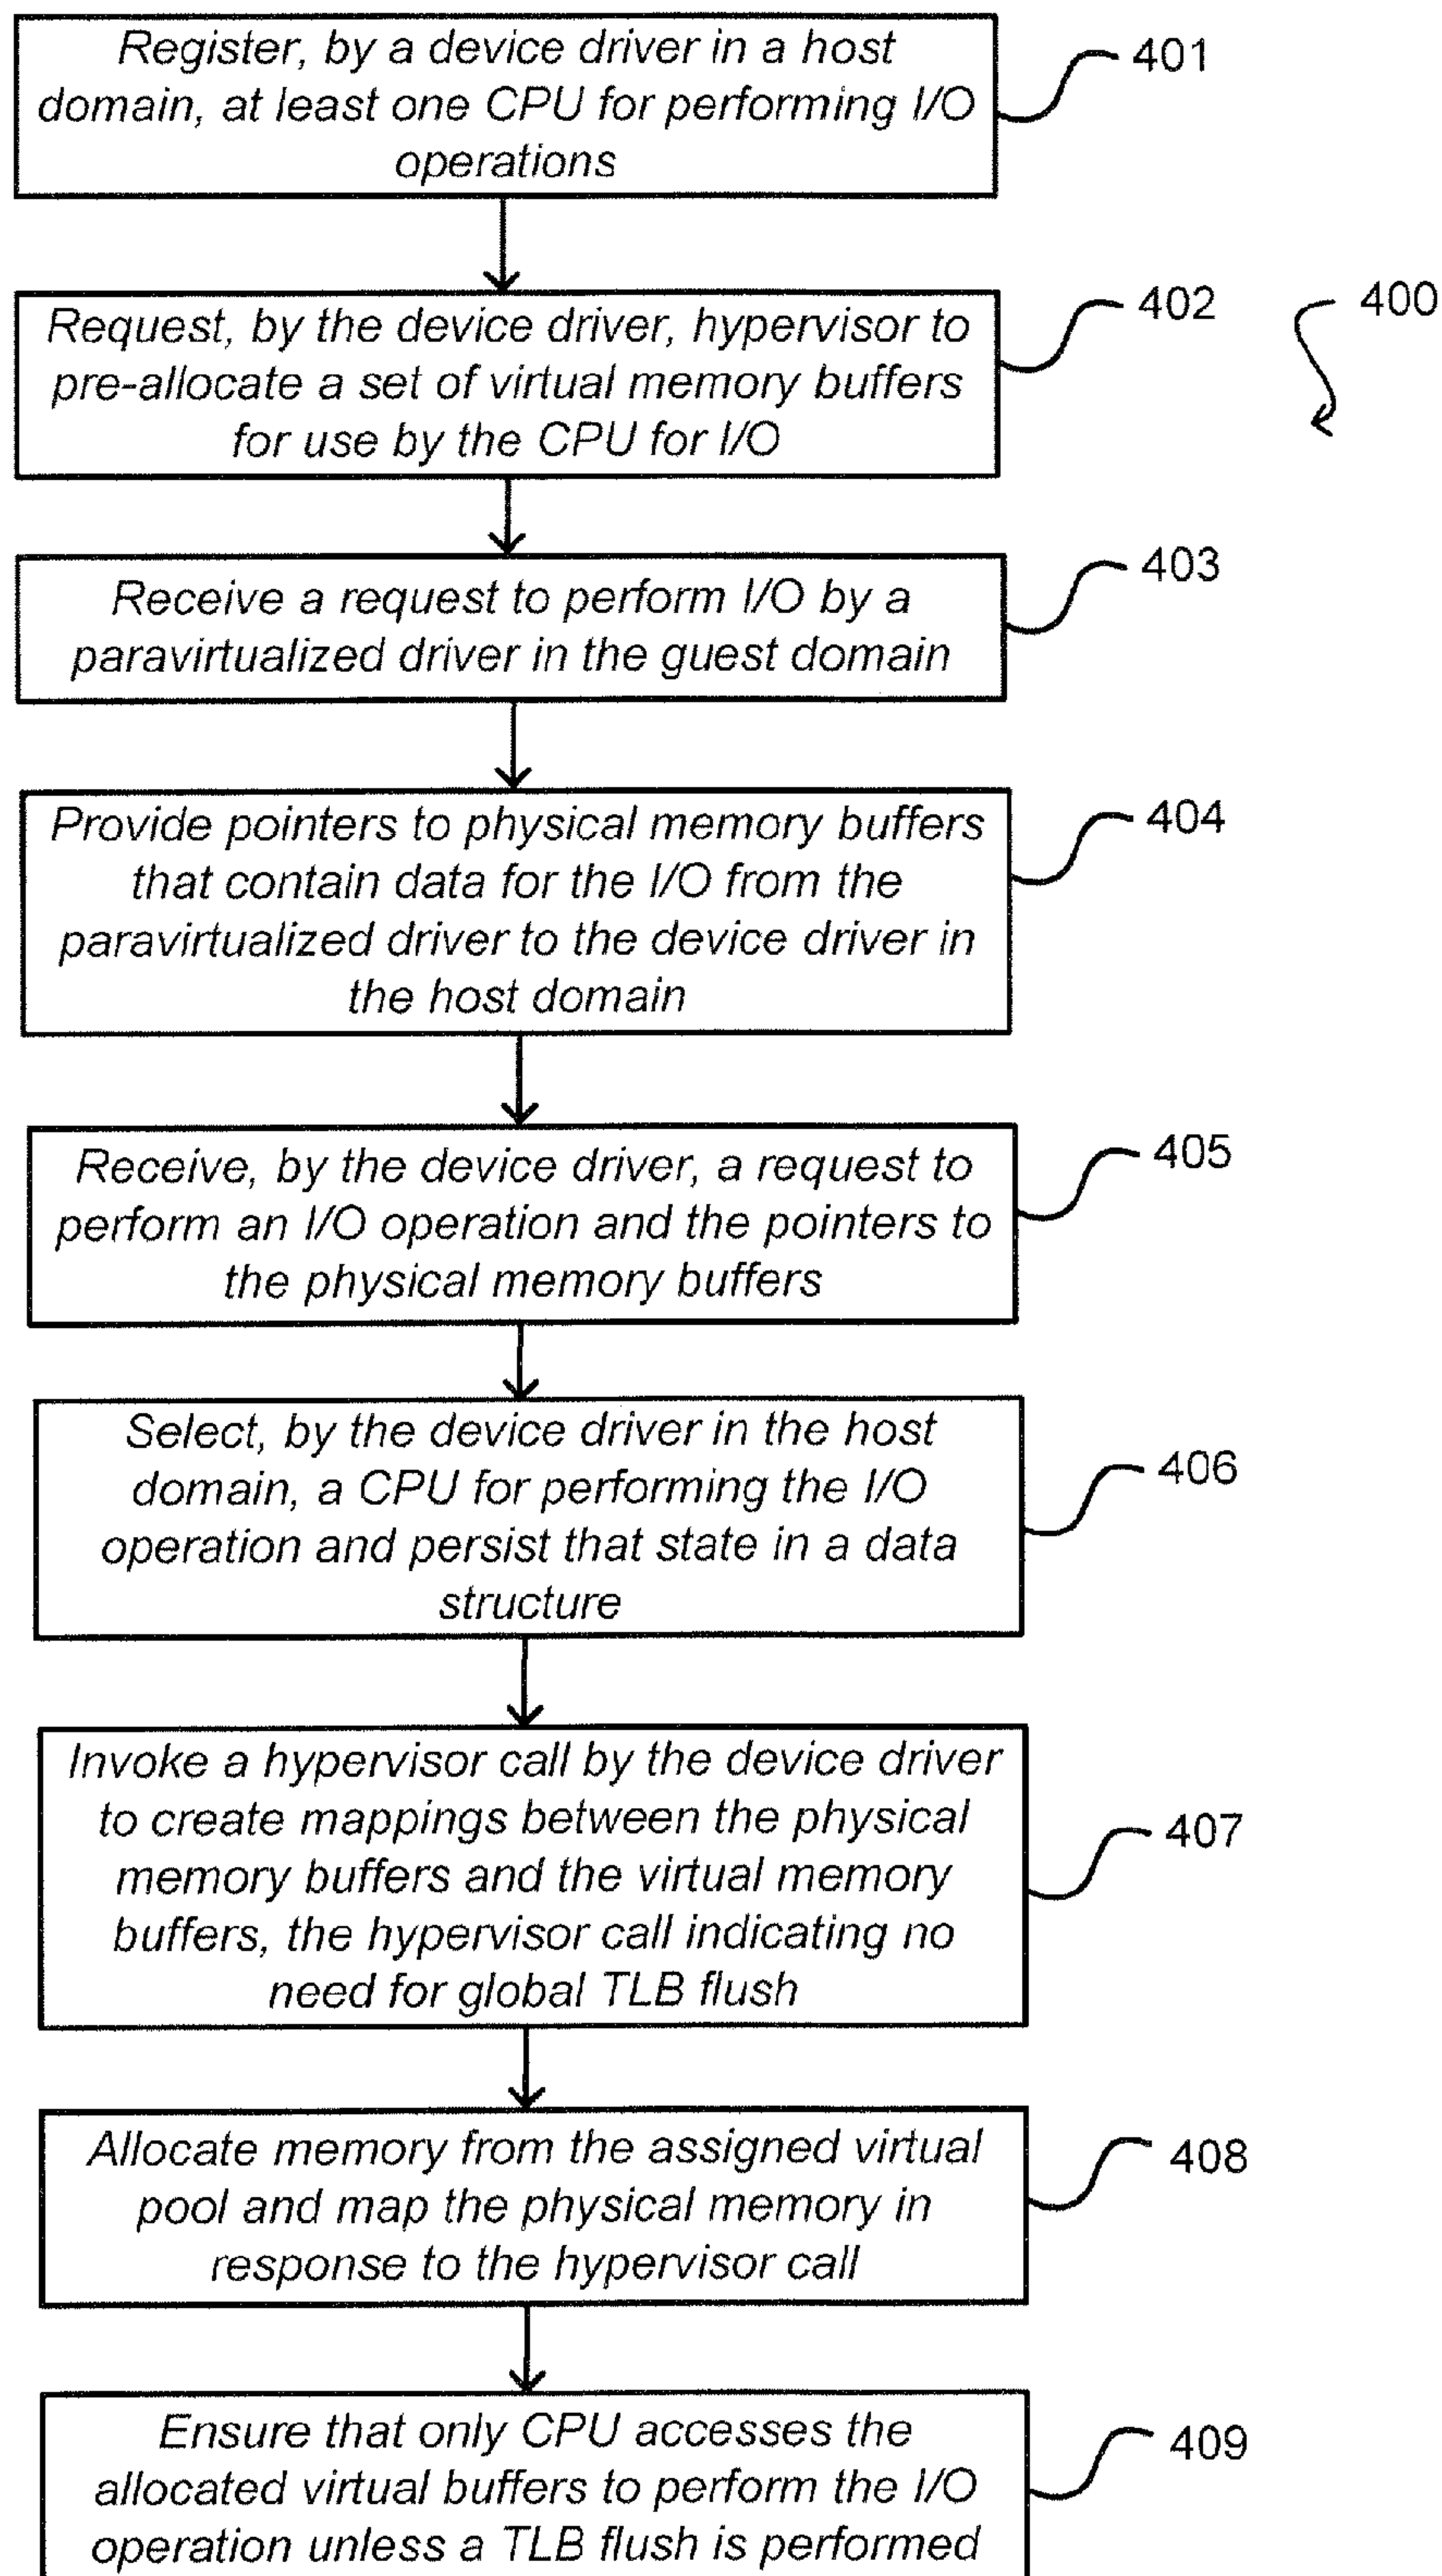 Register, by a device driver in a host
domain, at least one CPU for performing I/O
operations
401
Request, by the device driver, hypervisor to
pre-allocate a set of virtual memory buffers
for use by the CPU for I/O
402
400
Receive a request to perform I/O by a
paravirtualized driver in the guest domain
403
Provide pointers to physical memory buffers
that contain data for the I/O from the
paravirtualized driver to the device driver in
the host domain
404
Receive, by the device driver, a request to
perform an I/O operation and the pointers to
the physical memory buffers
405
Select, by the device driver in the host
domain, a CPU for performing the I/O
operation and persist that state in a data
structure
406
Invoke a hypervisor call by the device driver
to create mappings between the physical
memory buffers and the virtual memory
buffers, the hypervisor call indicating no
need for global TLB flush
407
Allocate memory from the assigned virtual
pool and map the physical memory in
response to the hypervisor call
408
Ensure that only CPU accesses the
allocated virtual buffers to perform the I/O
operation unless a TLB flush is performed
409